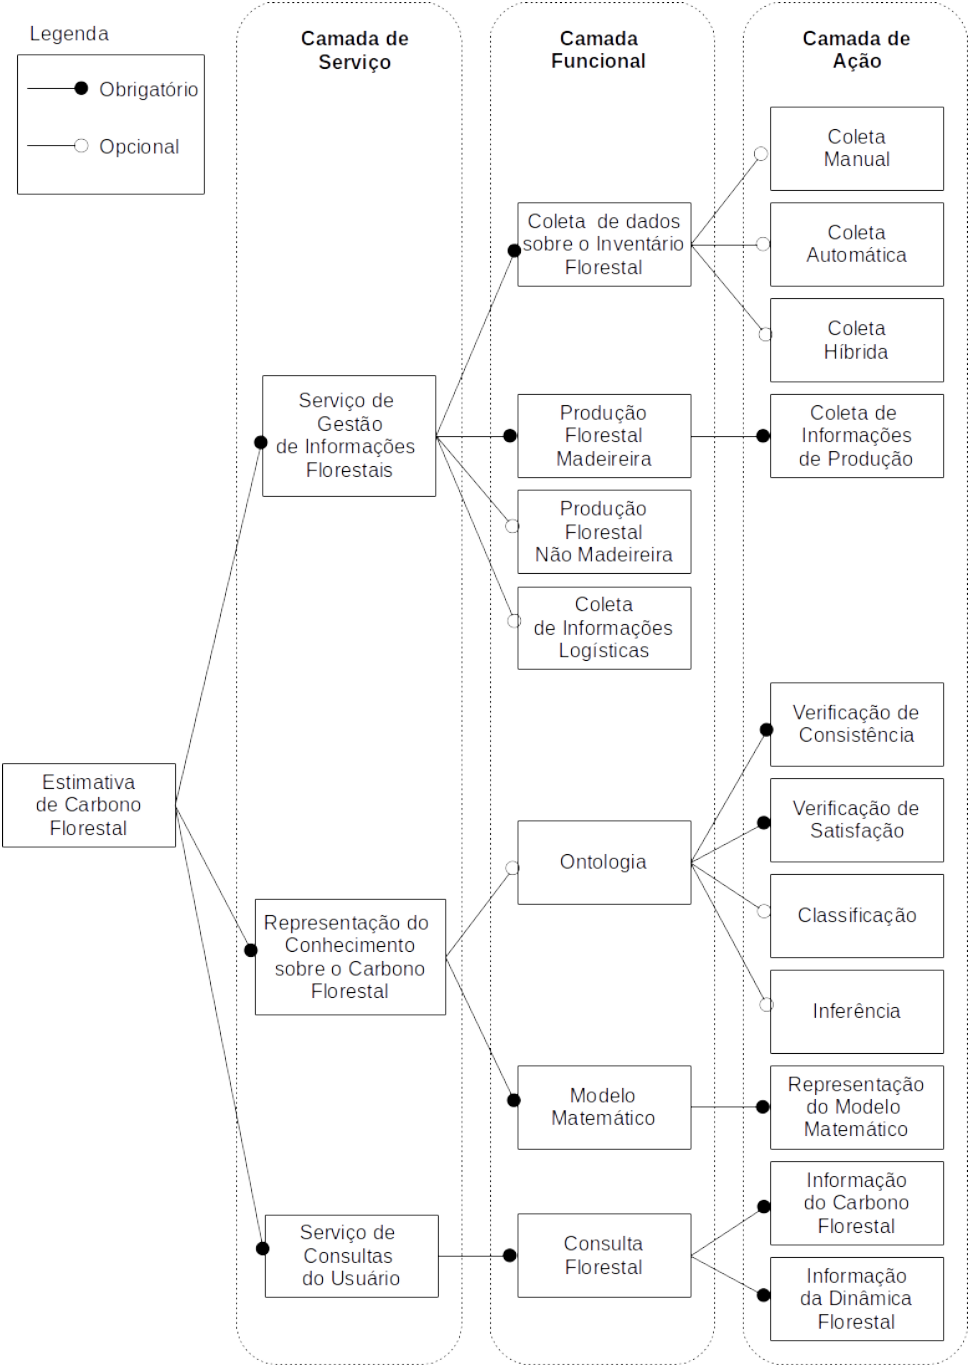 Legenda
Obrigatório
Opcional
Camada de
Serviço
Camada
Funcional
Camada de
Ação
Coleta
Manual
Coleta de dados
sobre o Inventário
Florestal
Coleta
Automática
Coleta
Híbrida
Serviço de
Gestão
de Informações
Florestais
Produção
Florestal
Madeireira
Coleta de
Informações
de Produção
Produção
Florestal
Não Madeireira
Coleta
de Informações
Logísticas
Verificação de
Consistência
Estimativa
de Carbono
Florestal
Verificação de
Satisfação
Ontologia
Classificação
Representação do
Conhecimento
sobre o Carbono
Florestal
Inferência
Modelo
Matemático
Representação
do Modelo
Matemático
Informação
do Carbono
Florestal
Serviço de
Consultas
do Usuário
Consulta
Florestal
Informação
da Dinâmica
Florestal